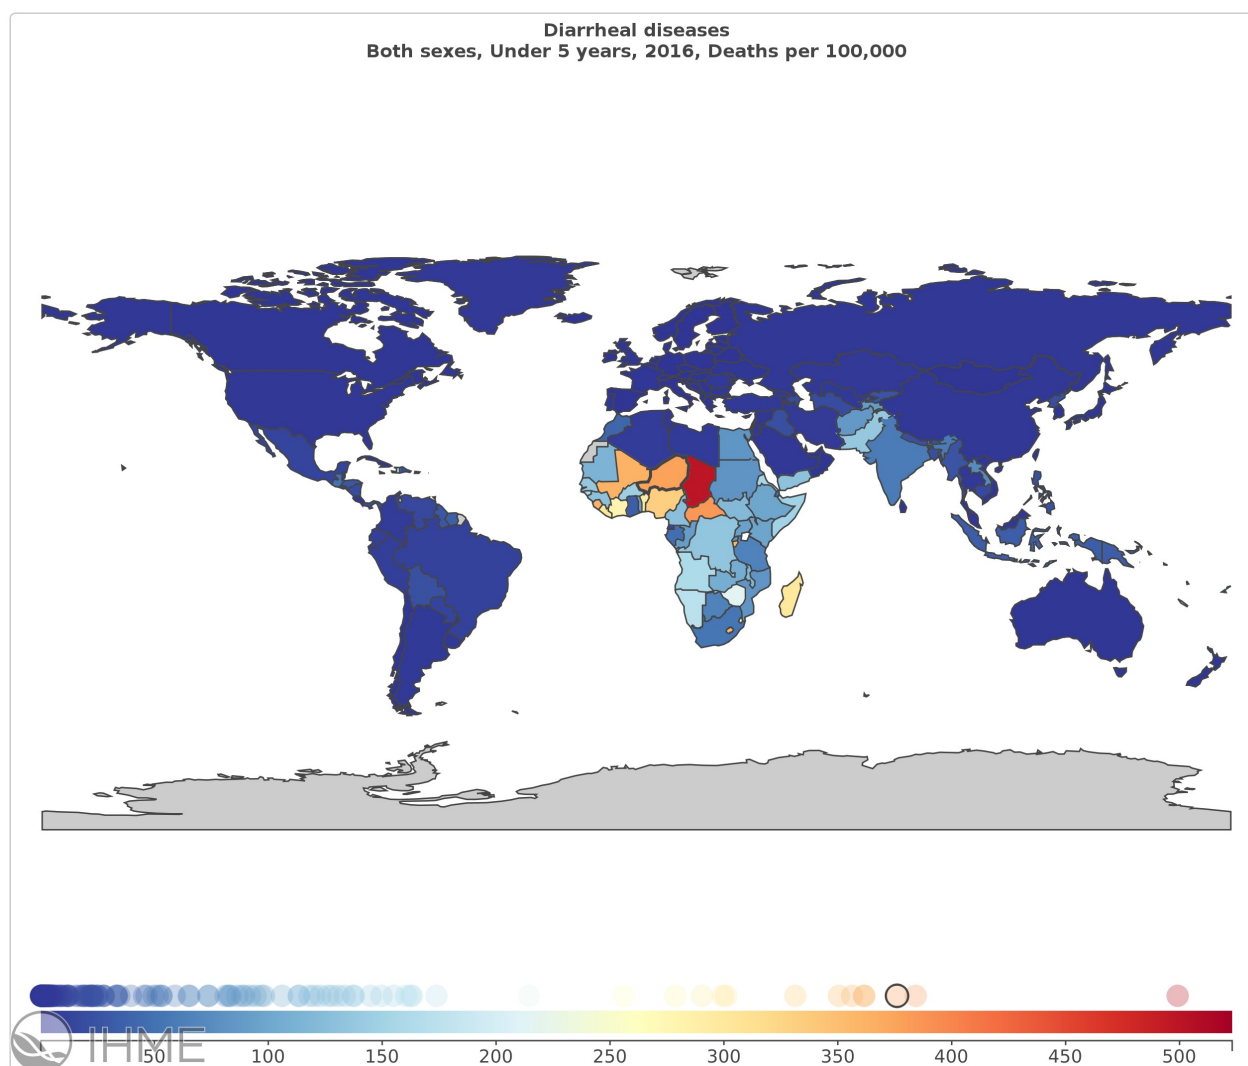 Diarrheal diseases
Both sexes, Under 5 years, 2016, Deaths per 100,000
IHME
50 100 150 200 250 300 350 400 450 500